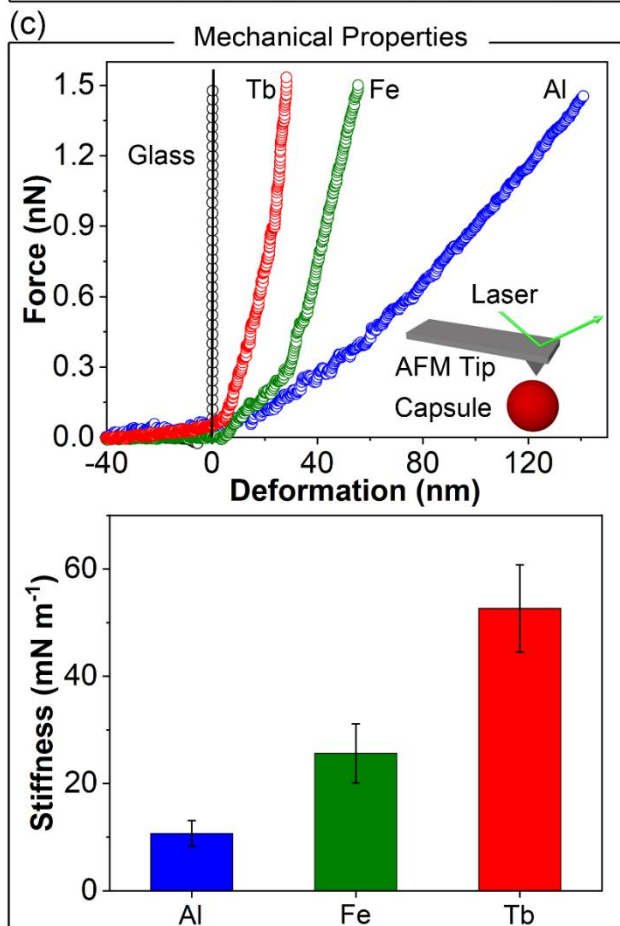 (c)
Mechanical Properties
1.5
1.2
0.9
0.6
0.3
0.0
Force (nN)
Glass
Tb
Fe
Al
Laser
AFM Tip
Capsule
-40 0 40 80 120
Deformation (nm)
60
40
20
0
Stiffness (mN m⁻¹)
Al Fe Tb